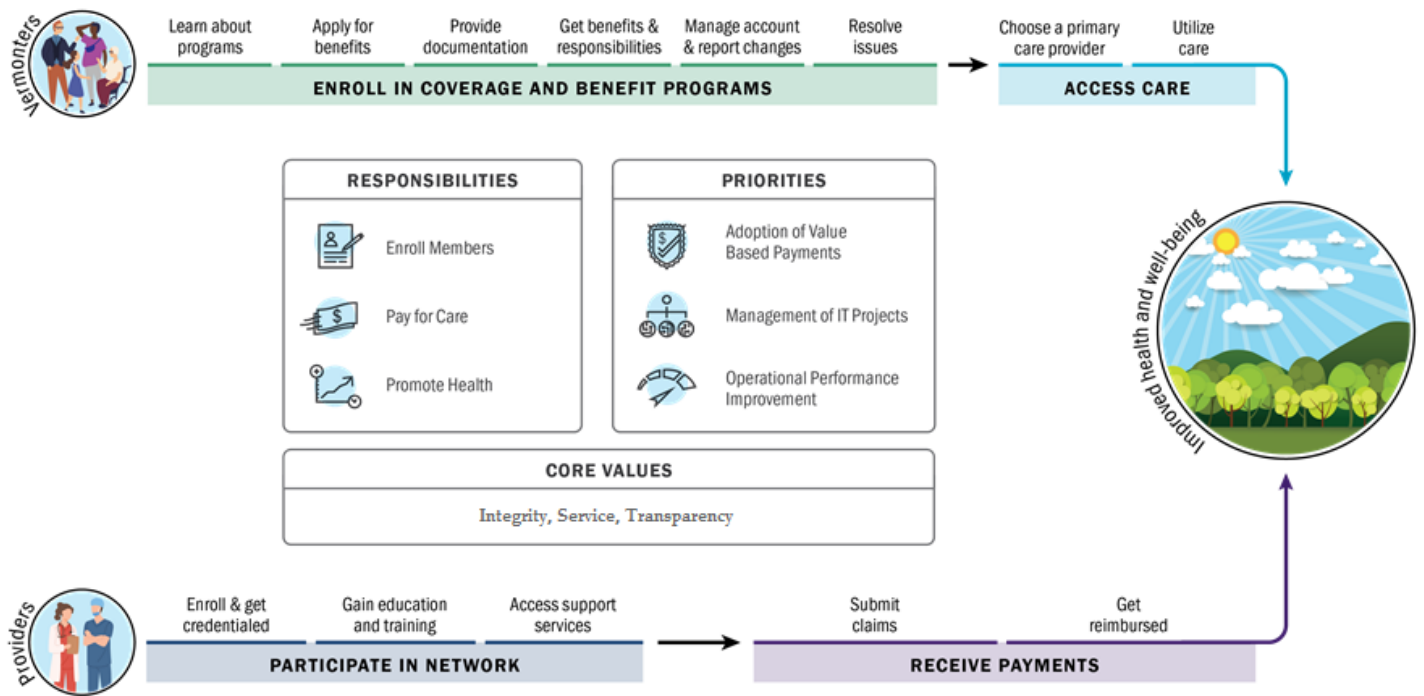 Vermonters
Learn about
programs
Apply for
benefits
Provide
documentation
Get benefits &
responsibilities
Manage account
& report changes
Resolve
issues
ENROLL IN COVERAGE AND BENEFIT PROGRAMS
Choose a primary
care provider
Utilize
care
ACCESS CARE
RESPONSIBILITIES
Enroll Members
$
Pay for Care
Promote Health
PRIORITIES
$
Adoption of Value
Based Payments
Management of IT Projects
Operational Performance
Improvement
CORE VALUES
Integrity, Service, Transparency
Improved health and well-being
Providers
Enroll & get
credentialed
Gain education
and training
Access support
services
PARTICIPATE IN NETWORK
Submit
claims
Get
reimbursed
RECEIVE PAYMENTS